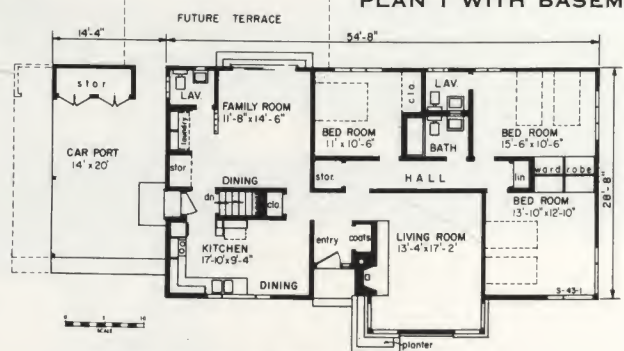 PLAN 1 WITH BASEM
FUTURE TERRACE
14'-4"
54'-8"
stor
LAV.
FAMILY ROOM
11'-8" x 14'-6"
laundry
CAR PORT
14' x 20'
stor
DINING
dn
clo.
KITCHEN
17'-10" x 9'-4"
DINING
BED ROOM
11' x 10'-6"
clo.
LAV.
BATH
BED ROOM
15'-6" x 10'-6"
stor.
HALL
lin
wardrobe
BED ROOM
13'-10" x 12'-10"
28'-8"
entry
coats
LIVING ROOM
13'-4" x 17'-2"
S-43-1
planter
0 5 10
SCALE